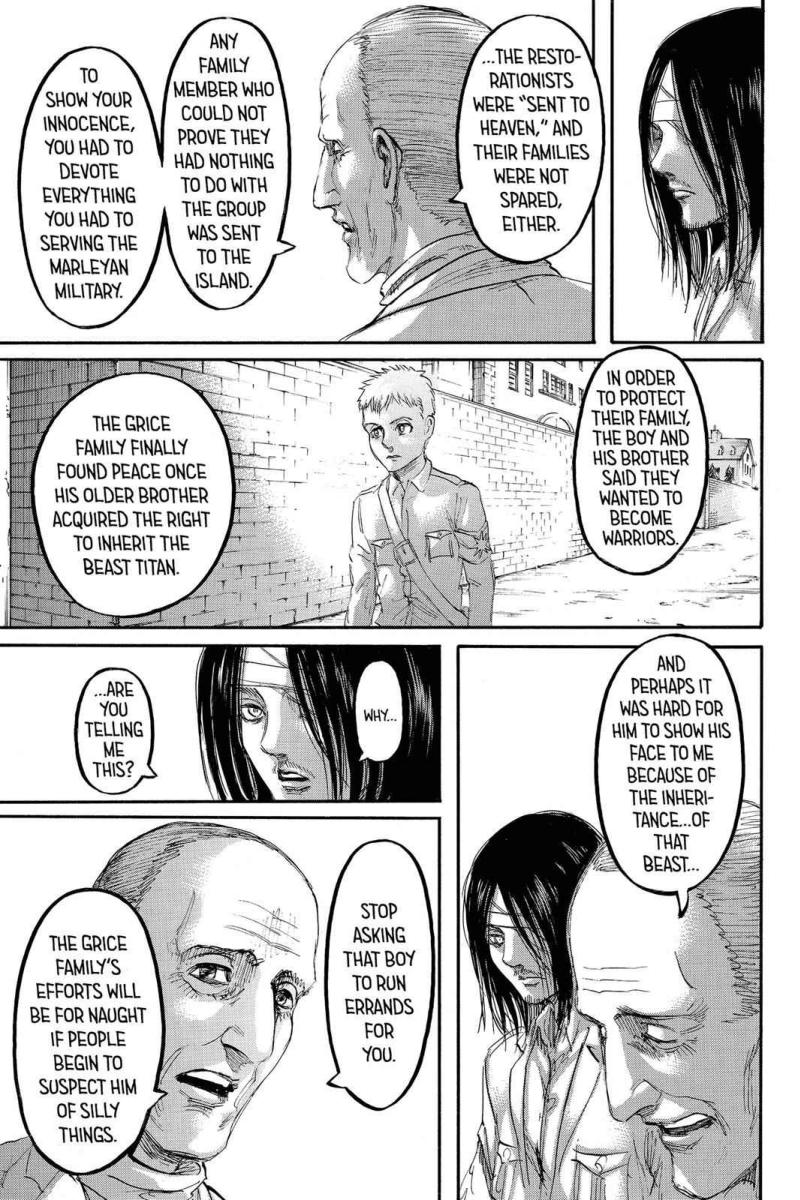 ...THE RESTO-
RATIONISTS
WERE "SENT TO
HEAVEN," AND
THEIR FAMILIES
WERE NOT
SPARED,
EITHER.
ANY
FAMILY
MEMBER WHO
COULD NOT
PROVE THEY
HAD NOTHING
TO DO WITH
THE GROUP
WAS SENT
TO THE
ISLAND.
TO
SHOW YOUR
INNOCENCE,
YOU HAD TO
DEVOTE
EVERYTHING
YOU HAD TO
SERVING THE
MARLEYAN
MILITARY.
IN ORDER
TO PROTECT
THEIR FAMILY,
THE BOY AND
HIS BROTHER
SAID THEY
WANTED TO
BECOME
WARRIORS.
THE GRICE
FAMILY FINALLY
FOUND PEACE ONCE
HIS OLDER BROTHER
ACQUIRED THE RIGHT
TO INHERIT THE
BEAST TITAN.
AND
PERHAPS IT
WAS HARD FOR
HIM TO SHOW HIS
FACE TO ME
BECAUSE OF
THE INHERI-
TANCE...OF
THAT
BEAST...
WHY...
...ARE
YOU
TELLING
ME
THIS?
STOP
ASKING
THAT BOY
TO RUN
ERRANDS
FOR
YOU.
THE GRICE
FAMILY'S
EFFORTS WILL
BE FOR NAUGHT
IF PEOPLE
BEGIN TO
SUSPECT HIM
OF SILLY
THINGS.